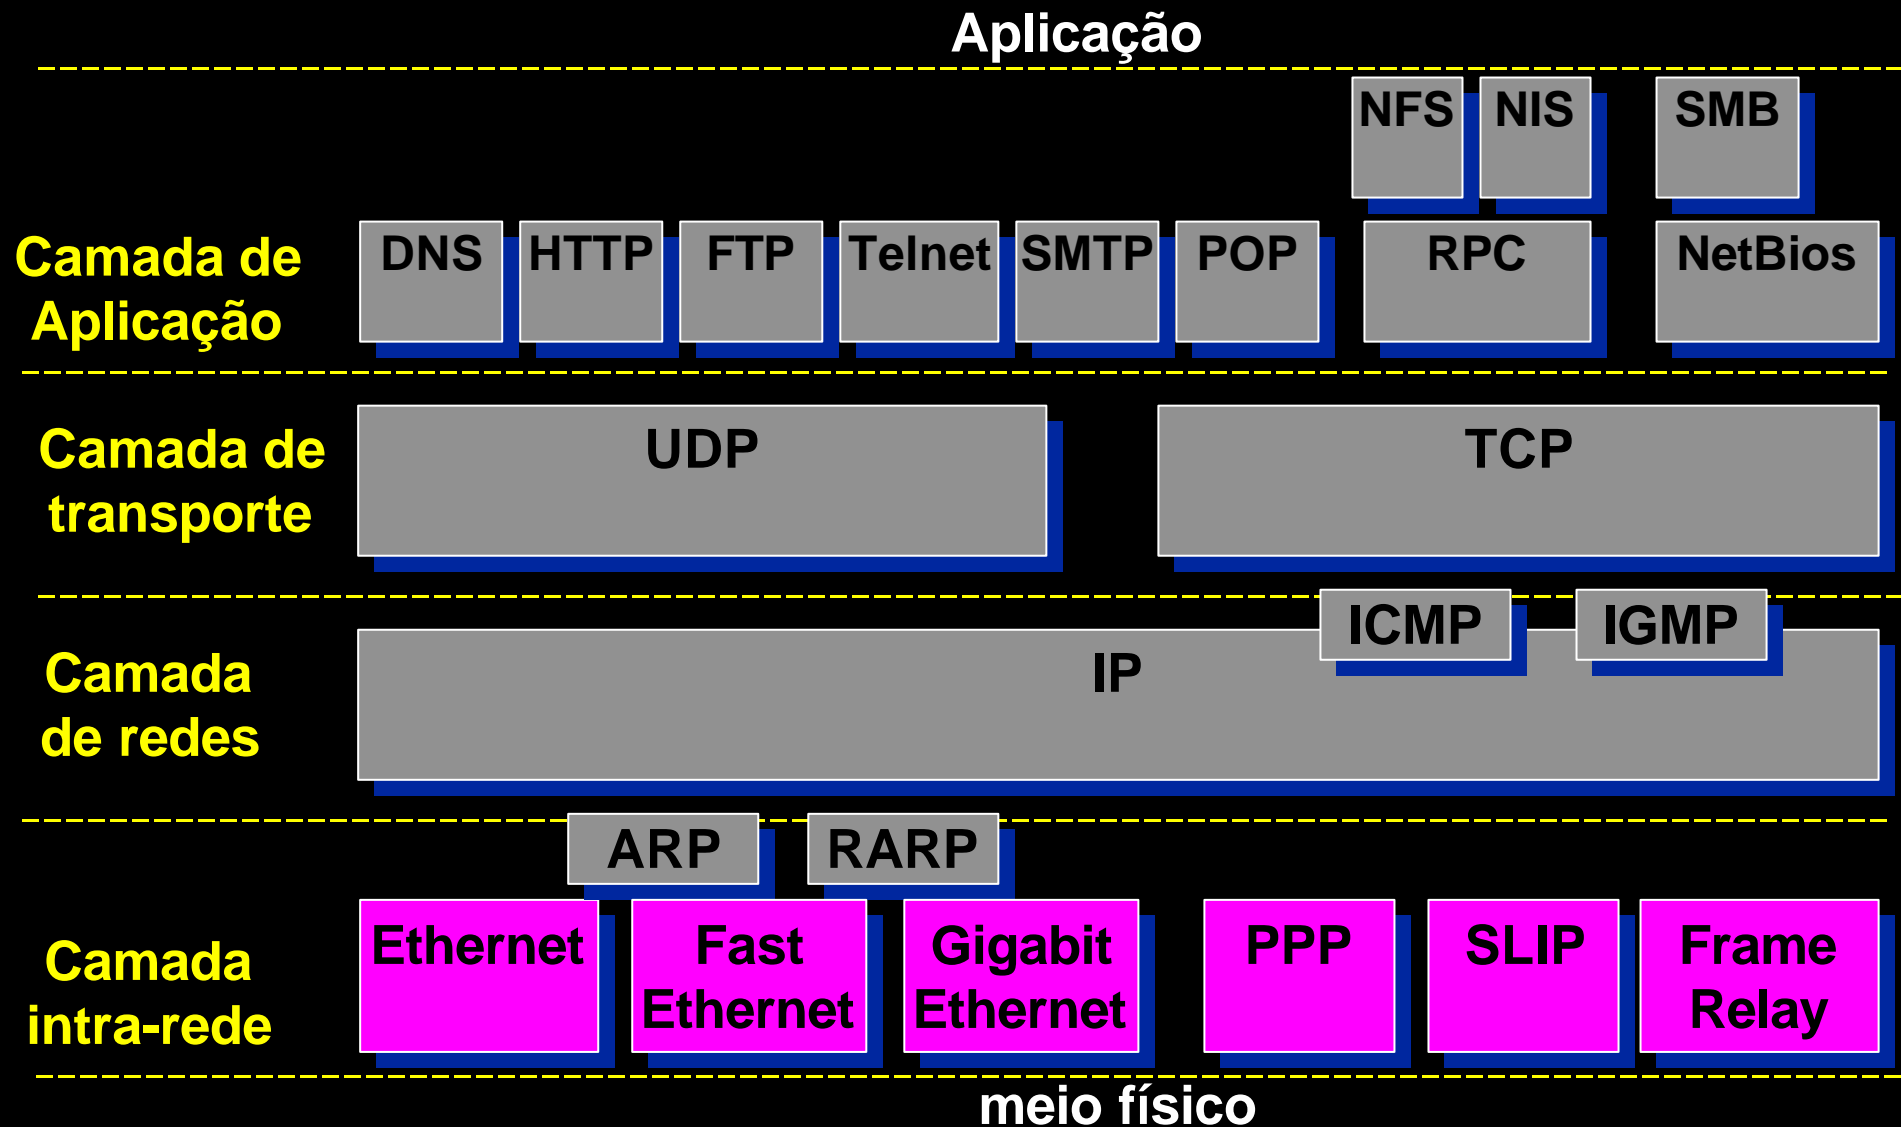 Aplicação
NFS NIS SMB
Camada de
Aplicação
DNS HTTP FTP Telnet SMTP POP RPC NetBios
Camada de
transporte
UDP TCP
ICMP IGMP
Camada
de redes
IP
ARP RARP
Camada
intra-rede
Ethernet
Fast
Ethernet
Gigabit
Ethernet
PPP
SLIP
Frame
Relay
meio físico